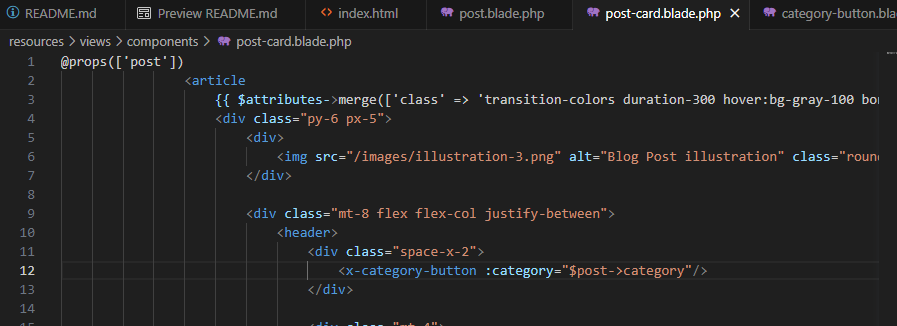 README.md Preview README.md index.html post.blade.php post-card.blade.php category-button.bla
resources > views > components > post-card.blade.php
1 @props(['post'])
2 <article
3 {{ $attributes->merge(['class' => 'transition-colors duration-300 hover:bg-gray-100 bor
4 <div class="py-6 px-5">
5 <div>
6 <img src="/images/illustration-3.png" alt="Blog Post illustration" class="roun
7 </div>
8
9 <div class="mt-8 flex flex-col justify-between">
10 <header>
11 <div class="space-x-2">
12 <x-category-button :category="$post->category"/>
13 </div>
14
15 <div class="mt-4">